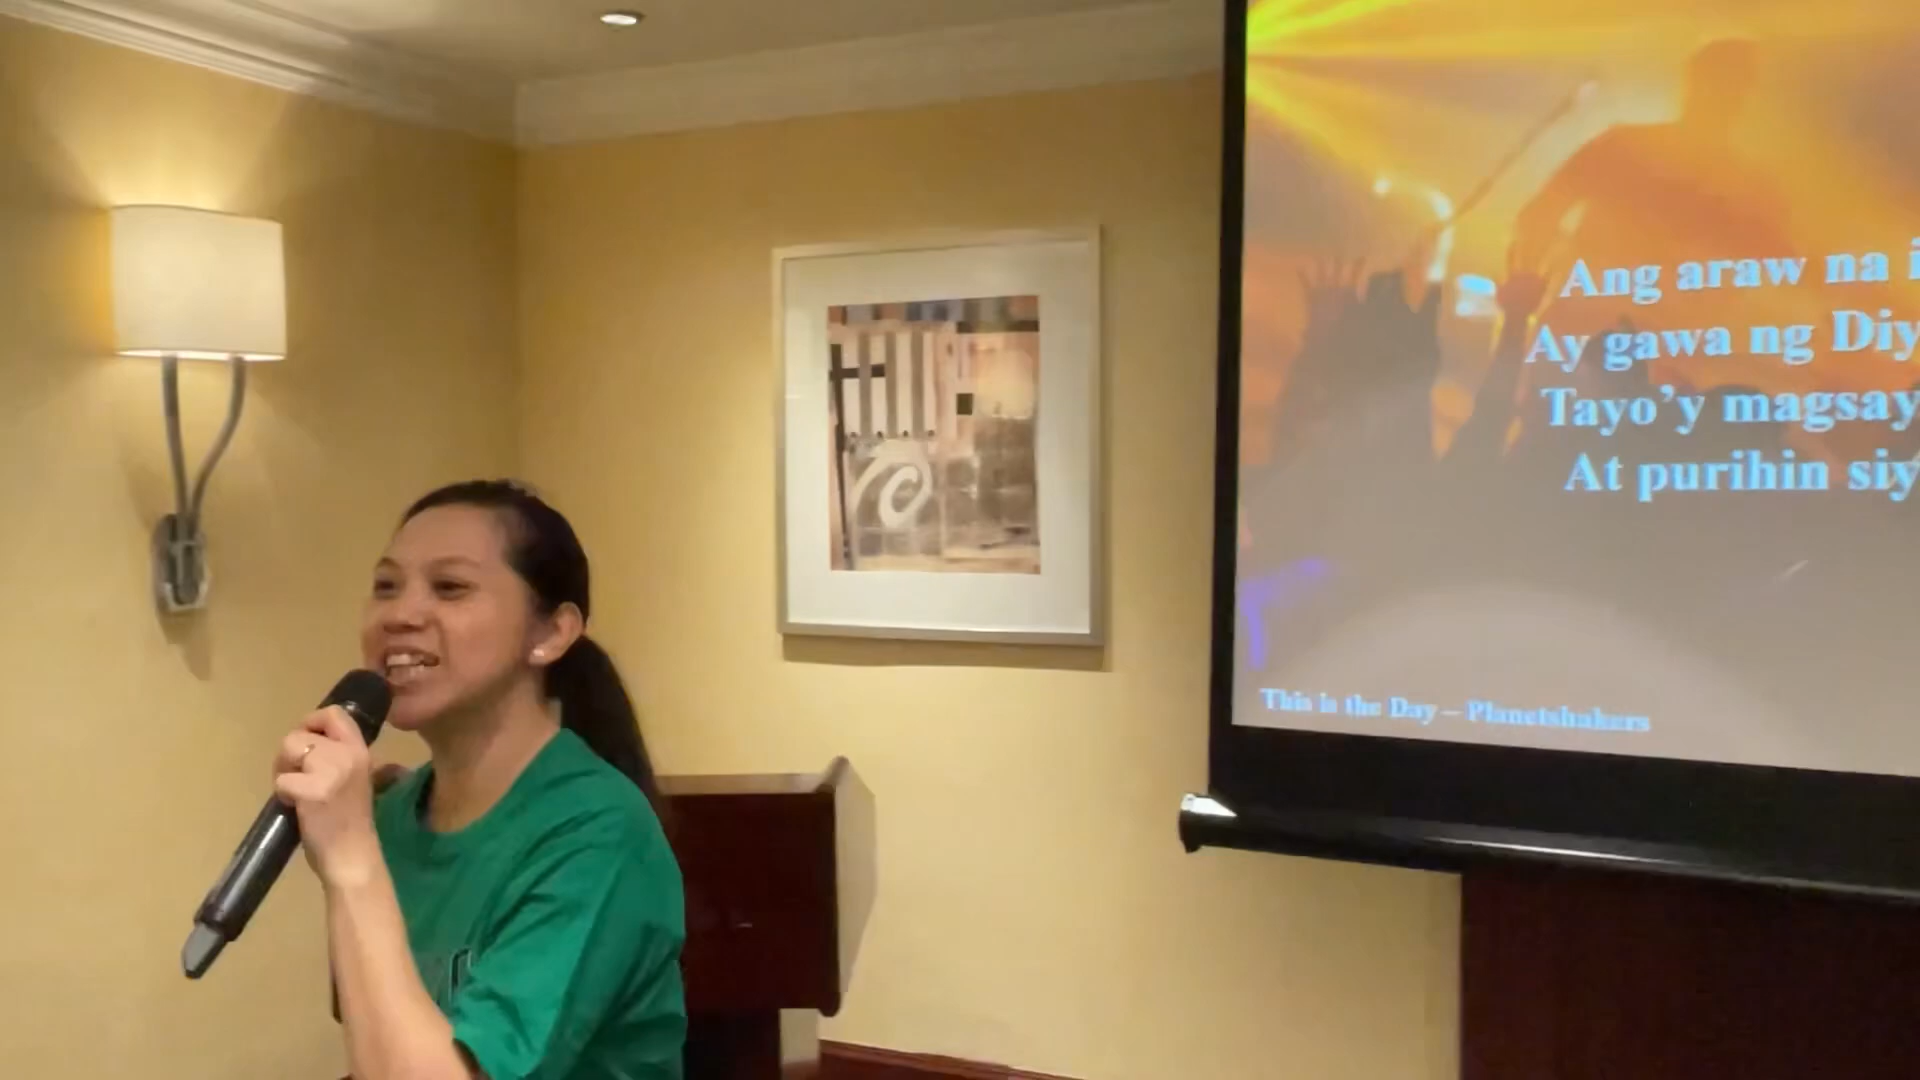 Ang araw na i
Ay gawa ng Diy
Tayo'y magsay
At purihin siy
This is the Day – Planetshakers